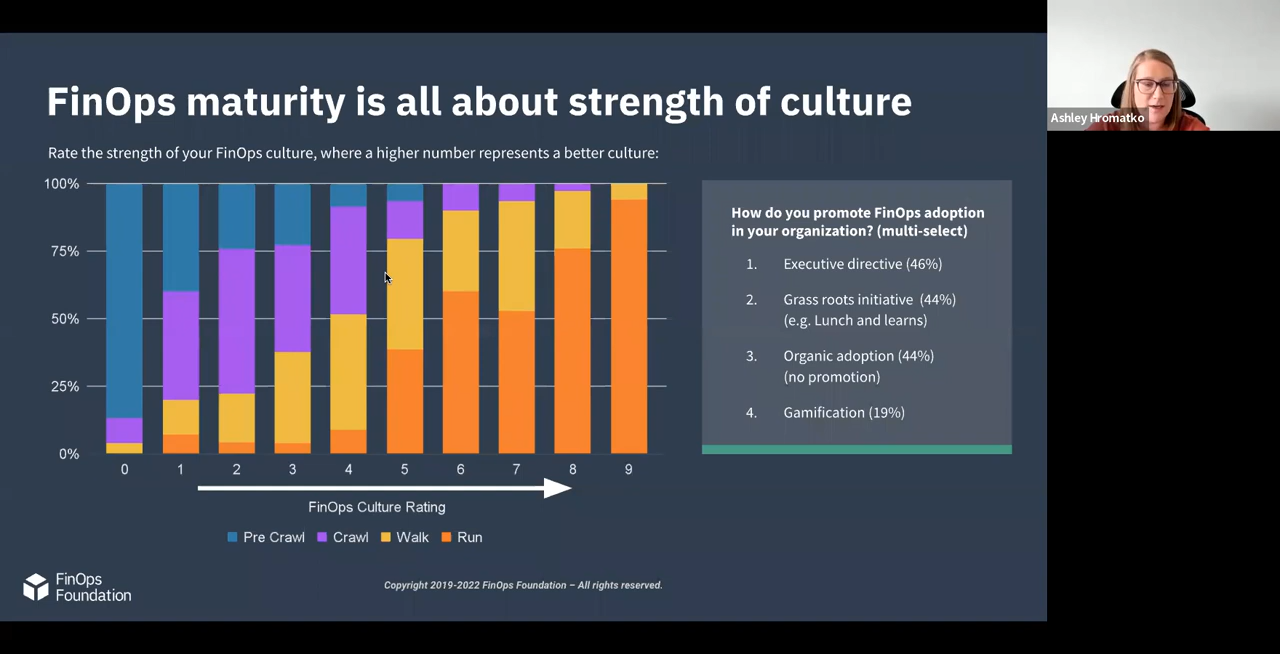 FinOps maturity is all about strength of culture
Rate the strength of your FinOps culture, where a higher number represents a better culture:
100%
75%
50%
25%
0%
0 1 2 3 4 5 6 7 8 9
FinOps Culture Rating
Pre Crawl Crawl Walk Run
How do you promote FinOps adoption
in your organization? (multi-select)
1. Executive directive (46%)
2. Grass roots initiative (44%)
(e.g. Lunch and learns)
3. Organic adoption (44%)
(no promotion)
4. Gamification (19%)
FinOps
Foundation
Copyright 2019-2022 FinOps Foundation – All rights reserved.
Ashley Hromatko